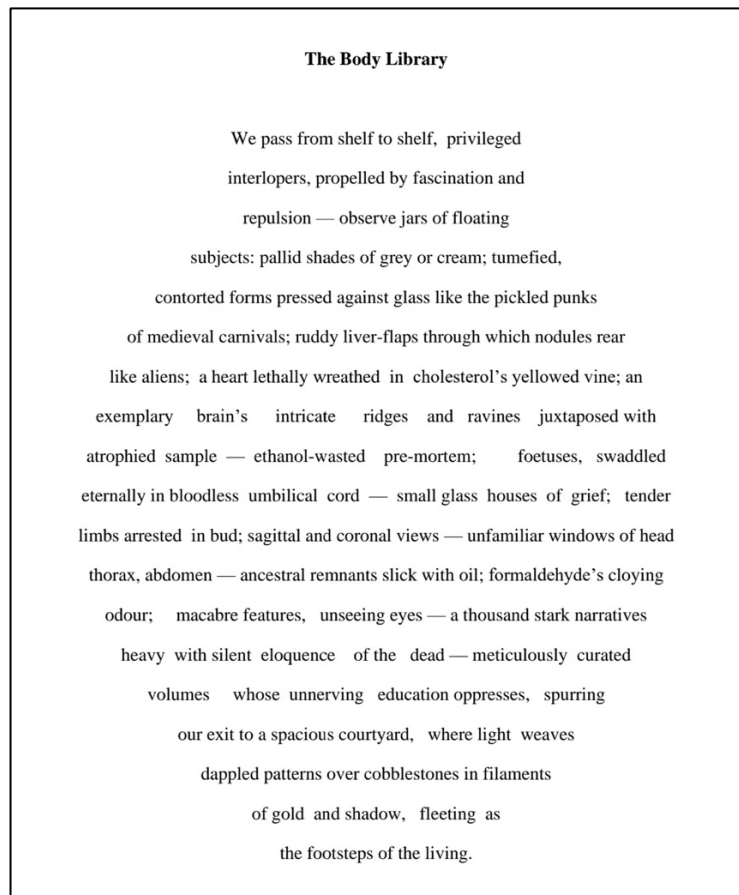 The Body Library
We pass from shelf to shelf, privileged
interlopers, propelled by fascination and
repulsion — observe jars of floating
subjects: pallid shades of grey or cream; tumefied,
contorted forms pressed against glass like the pickled punks
of medieval carnivals; ruddy liver-flaps through which nodules rear
like aliens; a heart lethally wreathed in cholesterol’s yellowed vine; an
exemplary brain’s intricate ridges and ravines juxtaposed with
atrophied sample — ethanol-wasted pre-mortem; foetuses, swaddled
eternally in bloodless umbilical cord — small glass houses of grief; tender
limbs arrested in bud; sagittal and coronal views — unfamiliar windows of head
thorax, abdomen — ancestral remnants slick with oil; formaldehyde’s cloying
odour; macabre features, unseeing eyes — a thousand stark narratives
heavy with silent eloquence of the dead — meticulously curated
volumes whose unnerving education oppresses, spurring
our exit to a spacious courtyard, where light weaves
dappled patterns over cobblestones in filaments
of gold and shadow, fleeting as
the footsteps of the living.